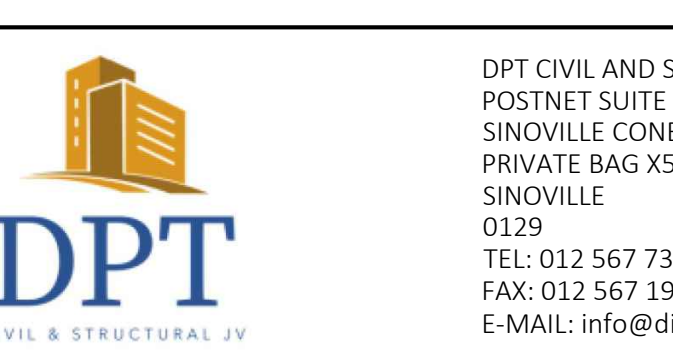 DPT
VIL & STRUCTURAL JV
DPT CIVIL AND S
POSTNET SUITE
SINOVILLE CONE
PRIVATE BAG X5
SINOVILLE
0129
TEL: 012 567 73
FAX: 012 567 19
E-MAIL: info@di